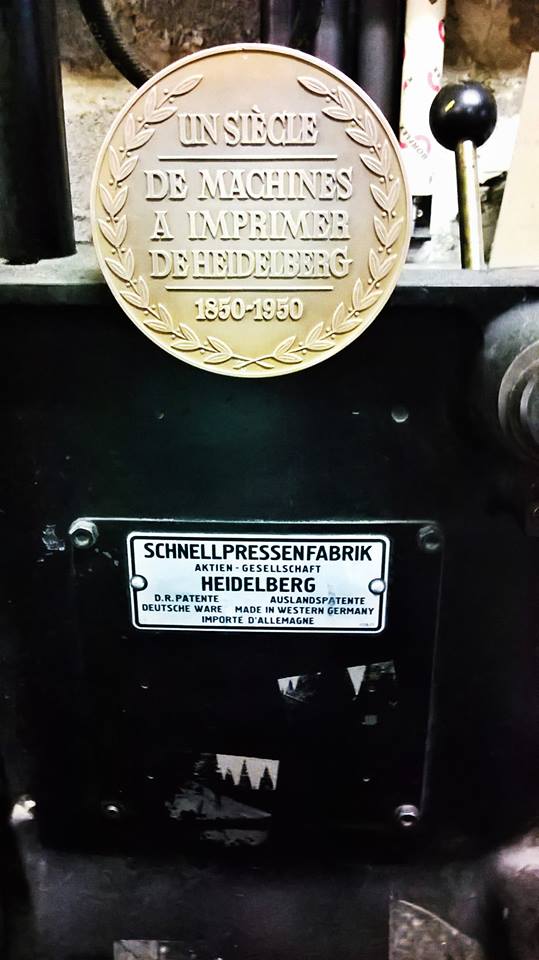 UN SIÈCLE
DE MACHINES
A IMPRIMER
DE HEIDELBERG
1850-1950
SCHNELLPRESSENFABRIK
AKTIEN-GESELLSCHAFT
HEIDELBERG
D.R. PATENTE AUSLANDSPATENTE
DEUTSCHE WARE MADE IN WESTERN GERMANY
IMPORTE D'ALLEMAGNE